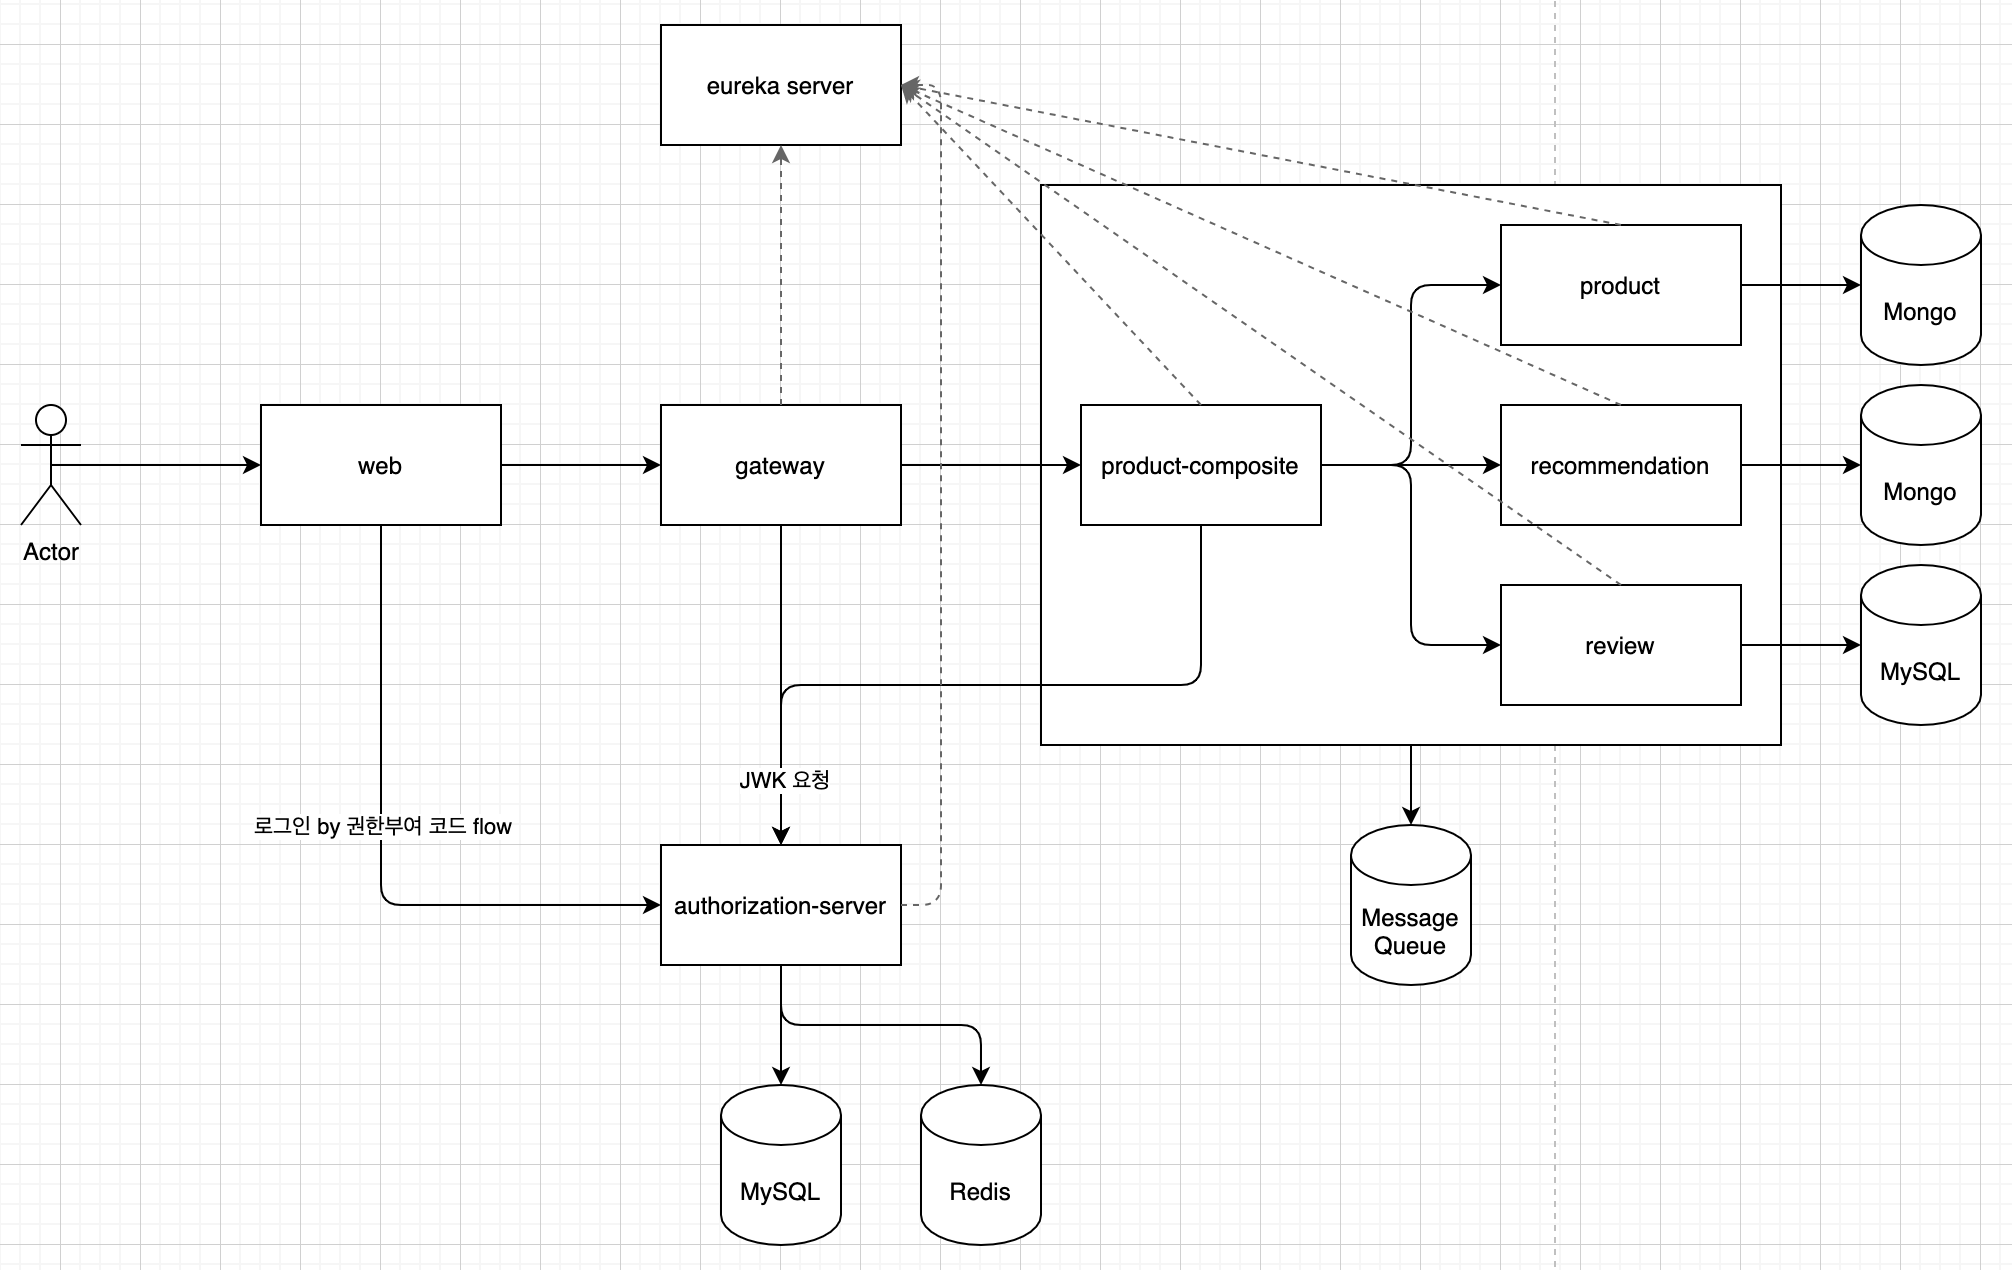 eureka server
product
Mongo
Actor
web
gateway
product-composite
recommendation
Mongo
review
MySQL
JWK 요청
로그인 by 권한부여 코드 flow
authorization-server
Message
Queue
MySQL
Redis